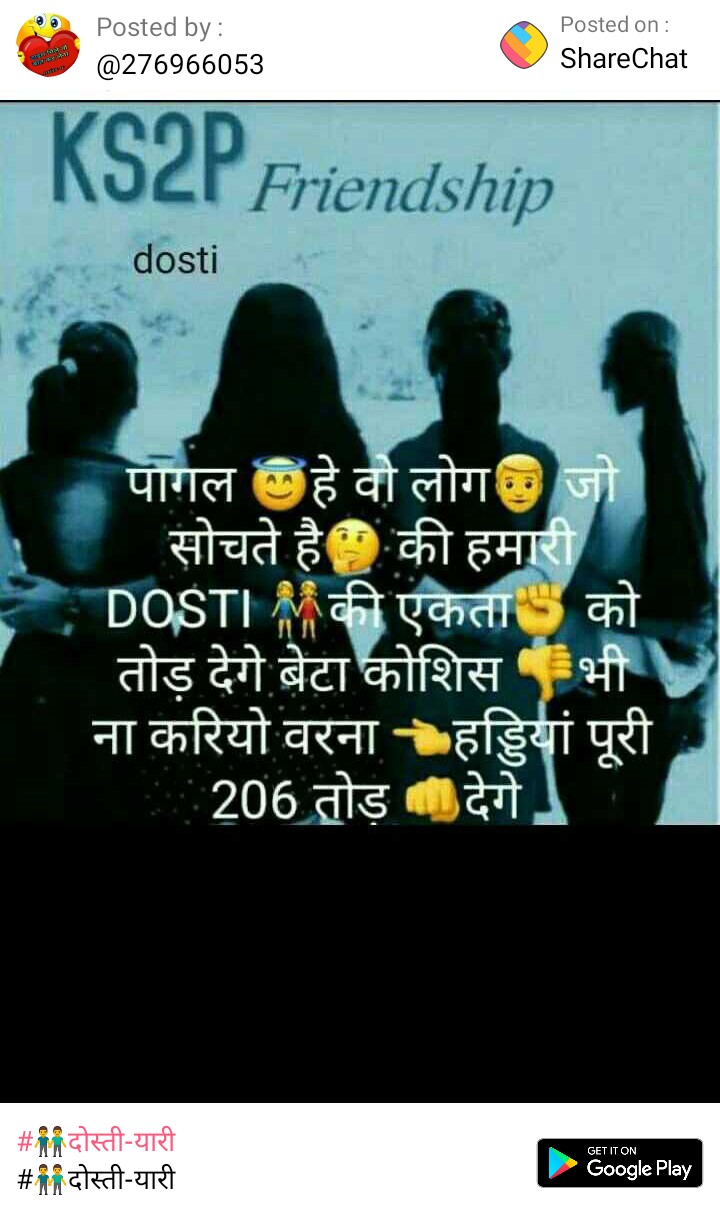 Posted by :
@276966053
Posted on :
ShareChat
KS2P Friendship
dosti
पागल 😇हे वो लोग👨जो
सोचते है🤔की हमारी
DOSTI 👭की एकता✊ को
तोड़ देगे बेटा कोशिस 👎भी
ना करियो वरना 👈हड्डियां पूरी
206 तोड़ 👊देगे
#👬दोस्ती-यारी
#👬दोस्ती-यारी
GET IT ON
Google Play